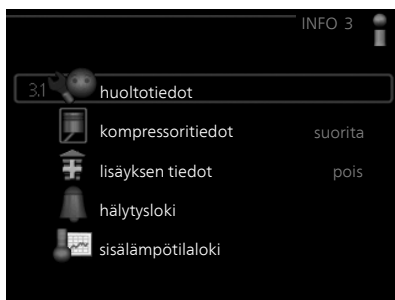 INFO 3
3.1 huoltotiedot
kompressoritiedot suorita
lisäyksen tiedot pois
hälytysloki
sisälämpötilaloki